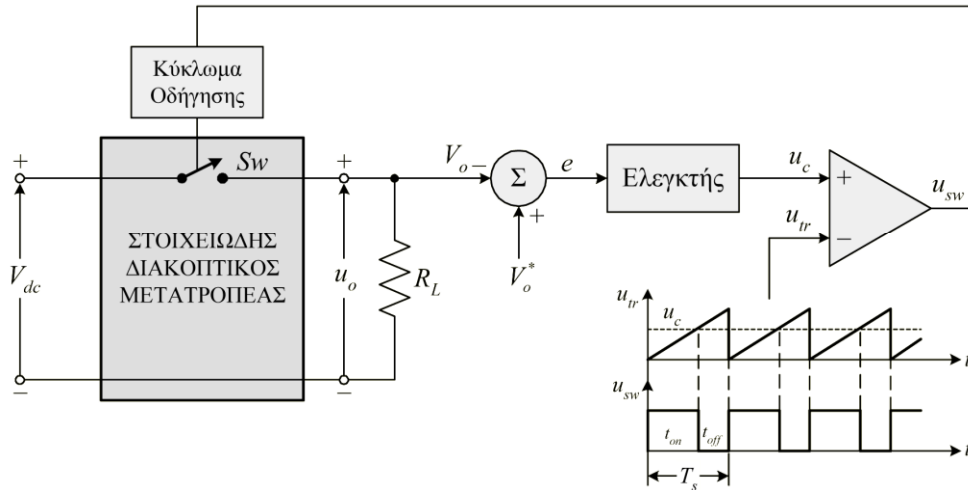 Κύκλωμα
Οδήγησης
Sw
+
+
V_o
−
Σ
e
Ελεγκτής
u_c
+
u_sw
+
V_o^*
u_tr
−
ΣΤΟΙΧΕΙΩΔΗΣ
ΔΙΑΚΟΠΤΙΚΟΣ
ΜΕΤΑΤΡΟΠΕΑΣ
V_dc
u_o
R_L
−
−
u_tr
u_c
t
u_sw
t_on
t_off
t
T_s